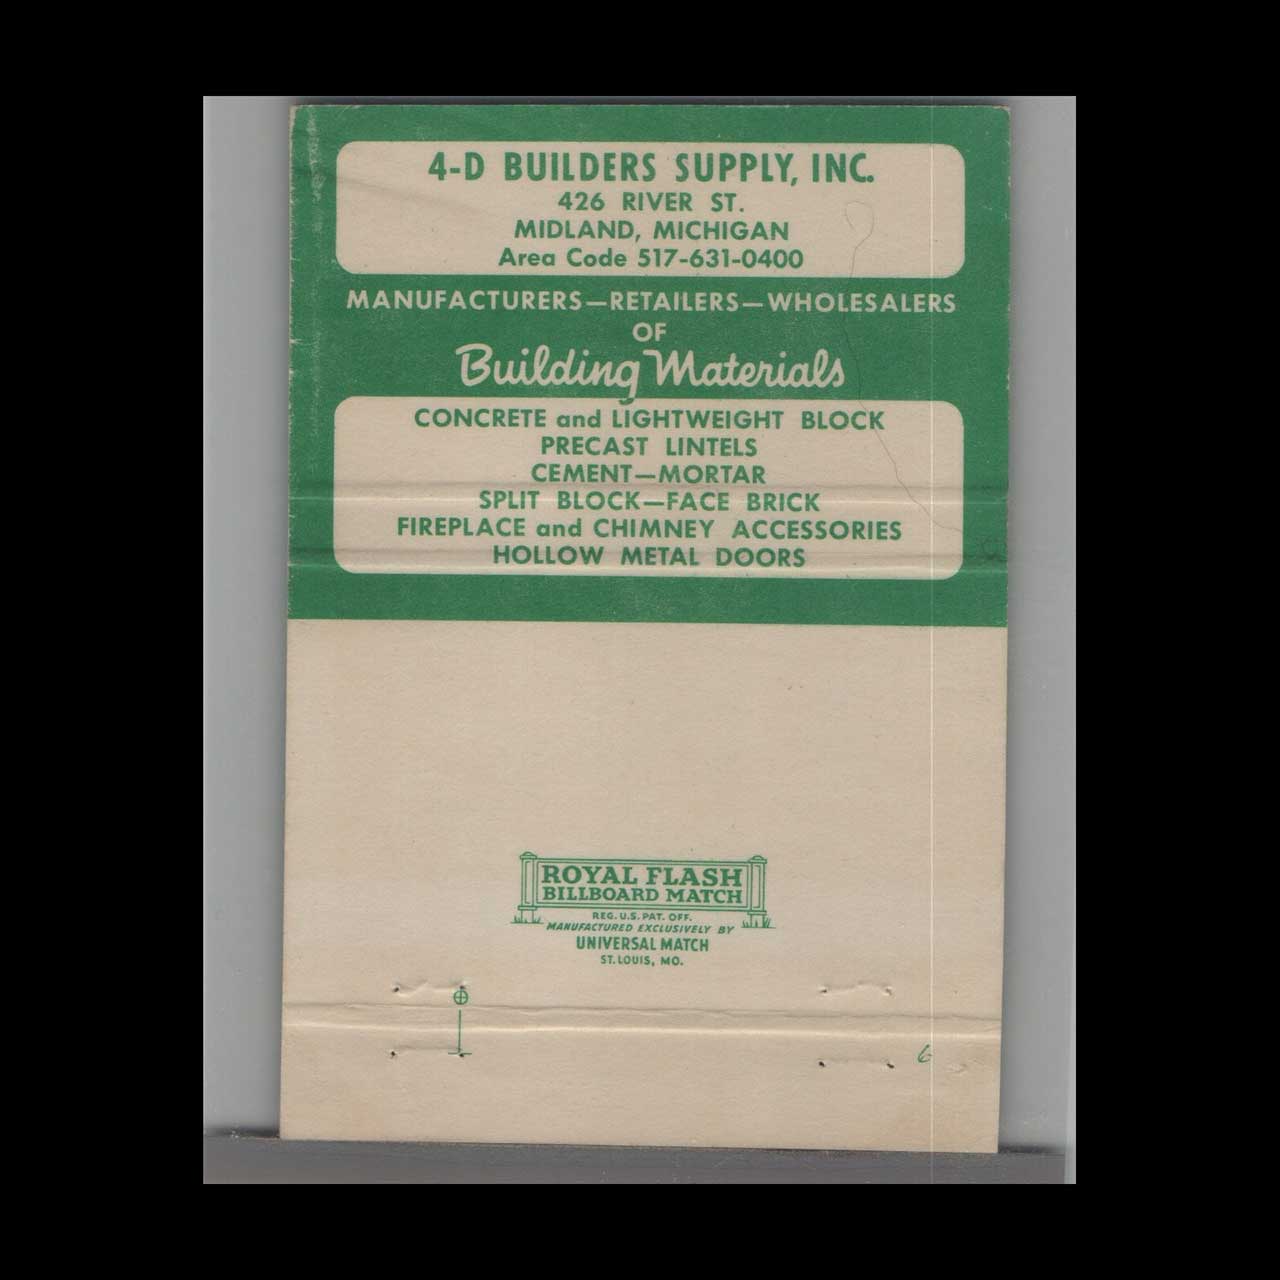 4-D BUILDERS SUPPLY, INC.
426 RIVER ST.
MIDLAND, MICHIGAN
Area Code 517-631-0400
MANUFACTURERS—RETAILERS—WHOLESALERS
OF
Building Materials
CONCRETE and LIGHTWEIGHT BLOCK
PRECAST LINTELS
CEMENT—MORTAR
SPLIT BLOCK—FACE BRICK
FIREPLACE and CHIMNEY ACCESSORIES
HOLLOW METAL DOORS
ROYAL FLASH
BILLBOARD MATCH
REG. U.S. PAT. OFF.
MANUFACTURED EXCLUSIVELY BY
UNIVERSAL MATCH
ST. LOUIS, MO.
6